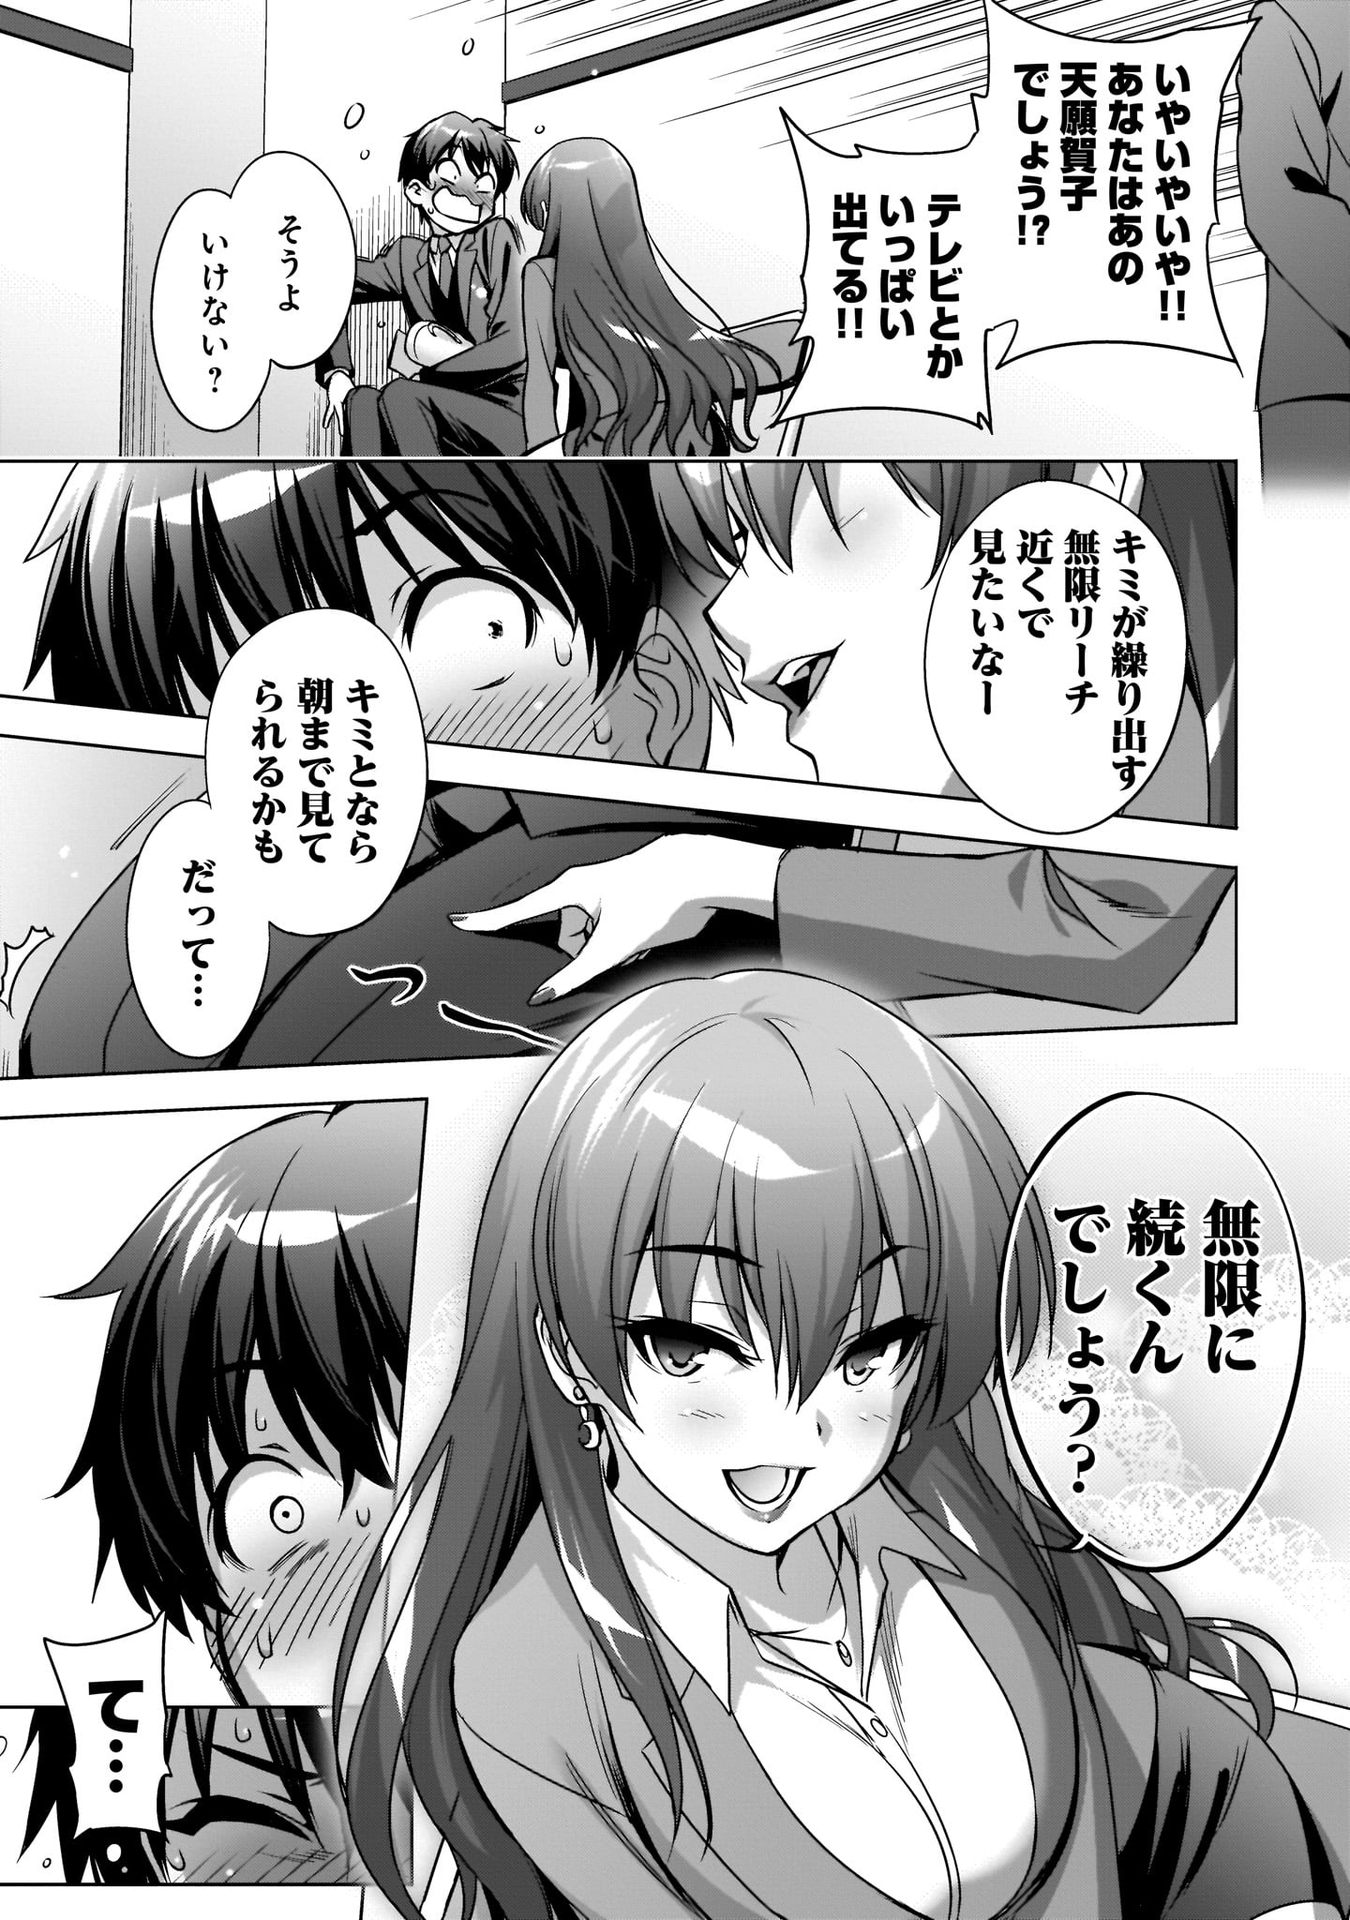 いやいやいや!!
あなたはあの
天願賀子
でしょう!?
テレビとか
いっぱい
出てる!!
そうよ
いけない?
キミが繰り出す
無限リーチ
近くで
見たいなー
キミとなら
朝まで見て
られるかも
だって…
つつー
無限に
続くん
でしょう?
て…